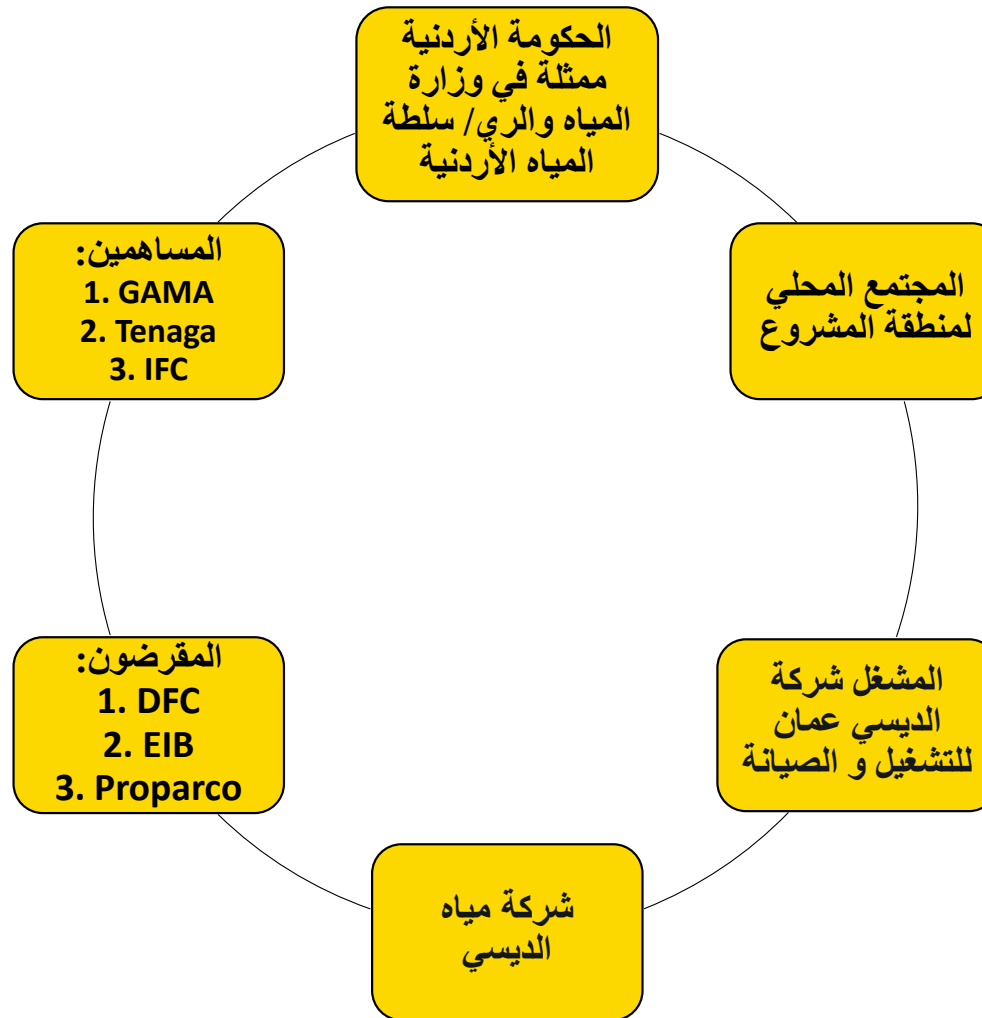 الحكومة الأردنية
ممثلة في وزارة
المياه والري/ سلطة
المياه الأردنية
المجتمع المحلي
لمنطقة المشروع
المشغل شركة
الديسي عمان
للتشغيل و الصيانة
شركة مياه
الديسي
المقرضون:
1. DFC
2. EIB
3. Proparco
المساهمين:
1. GAMA
2. Tenaga
3. IFC